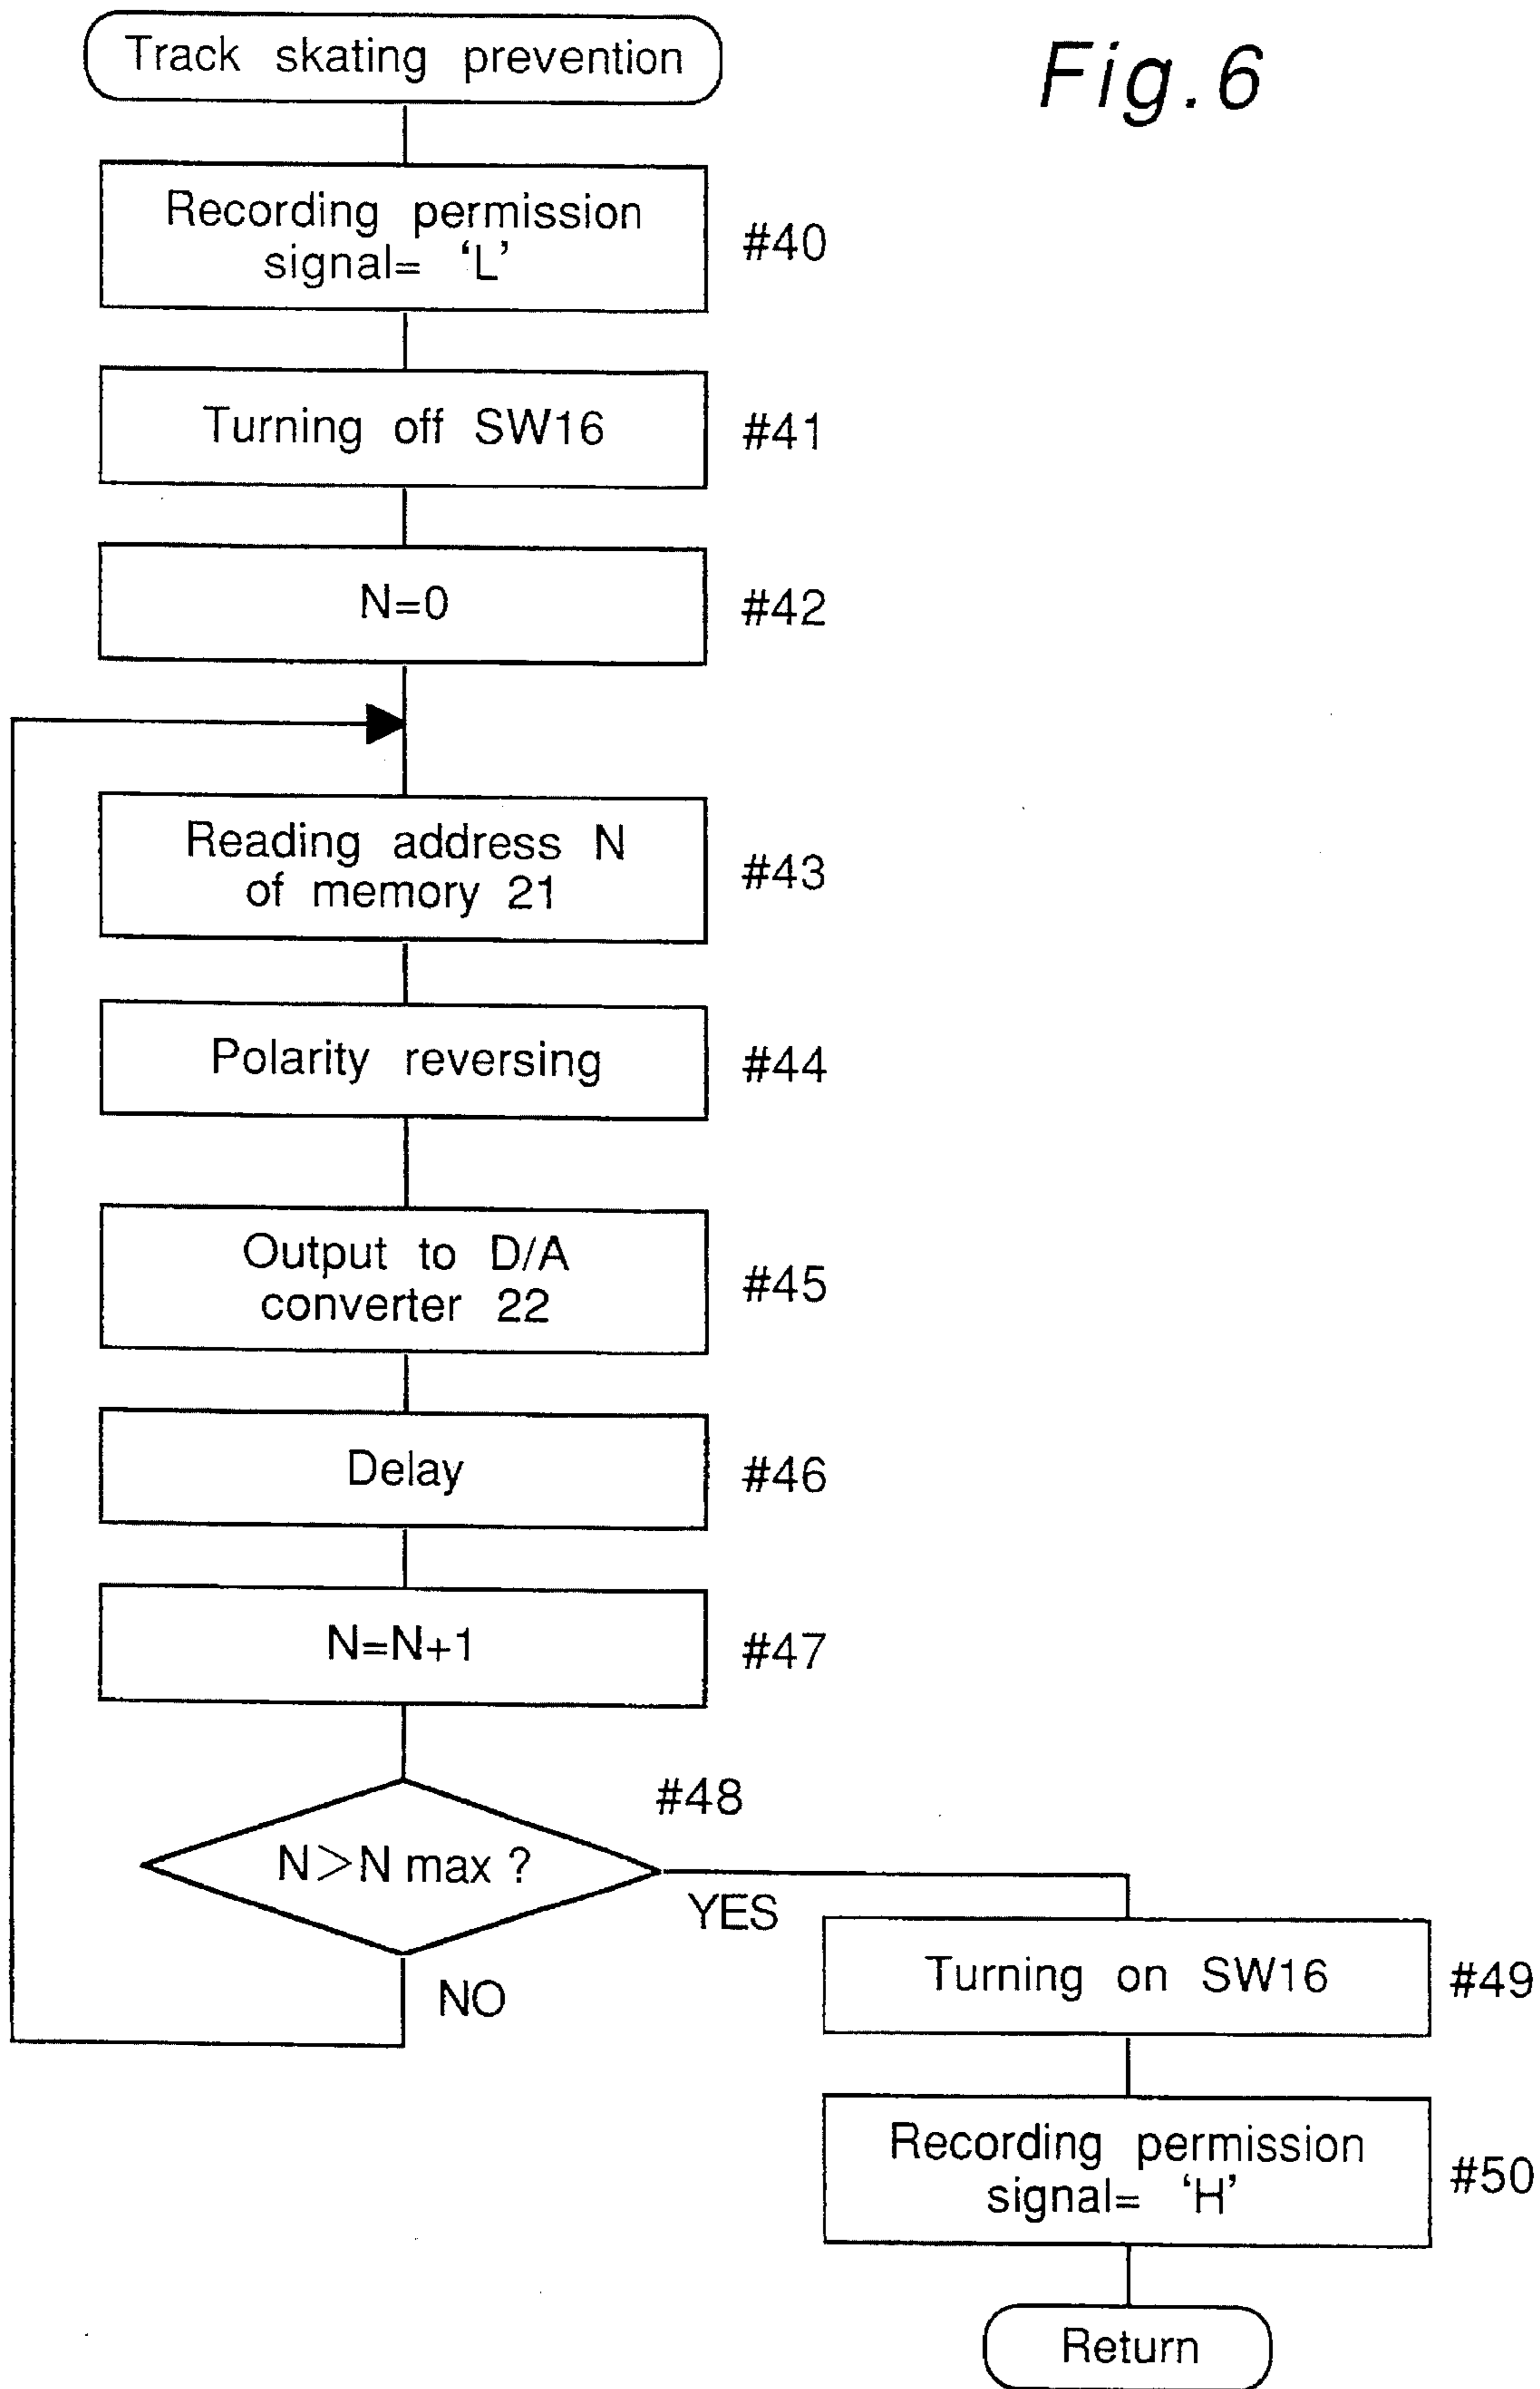 Track skating prevention
Fig.6
Recording permission
signal= ‘L’
#40
Turning off SW16
#41
N=0
#42
Reading address N
of memory 21
#43
Polarity reversing
#44
Output to D/A
converter 22
#45
Delay
#46
N=N+1
#47
#48
N>N max ?
YES
NO
Turning on SW16
#49
Recording permission
signal= ‘H’
#50
Return